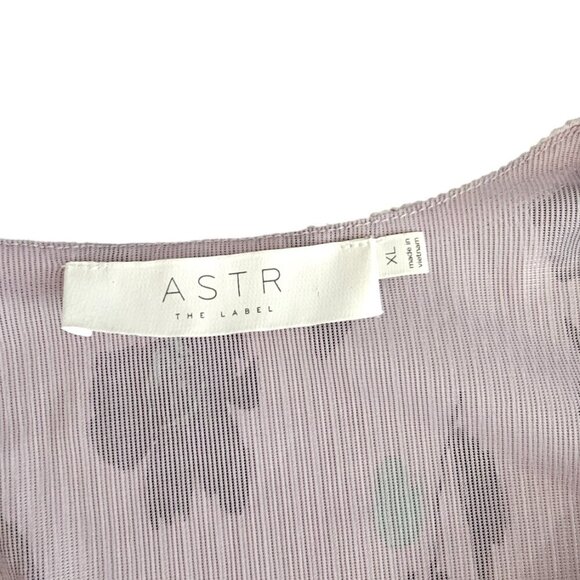 ASTR
THE LABEL
XL
made in
vietnam